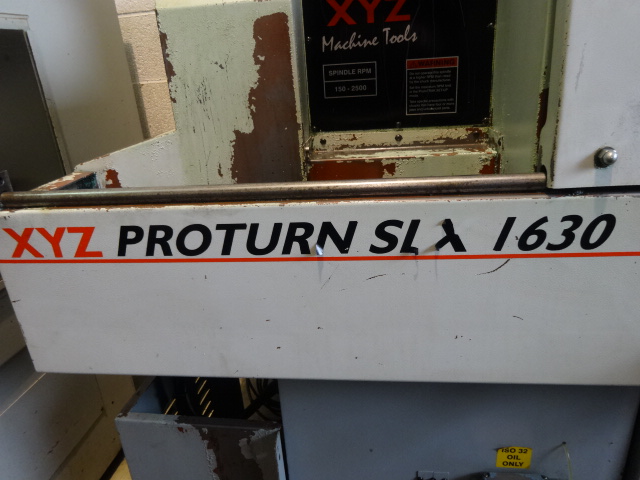 XYZ
Machine Tools
SPINDLE RPM
150 - 2500
XYZ PROTURN SLX 1630
ISO 32
OIL
ONLY